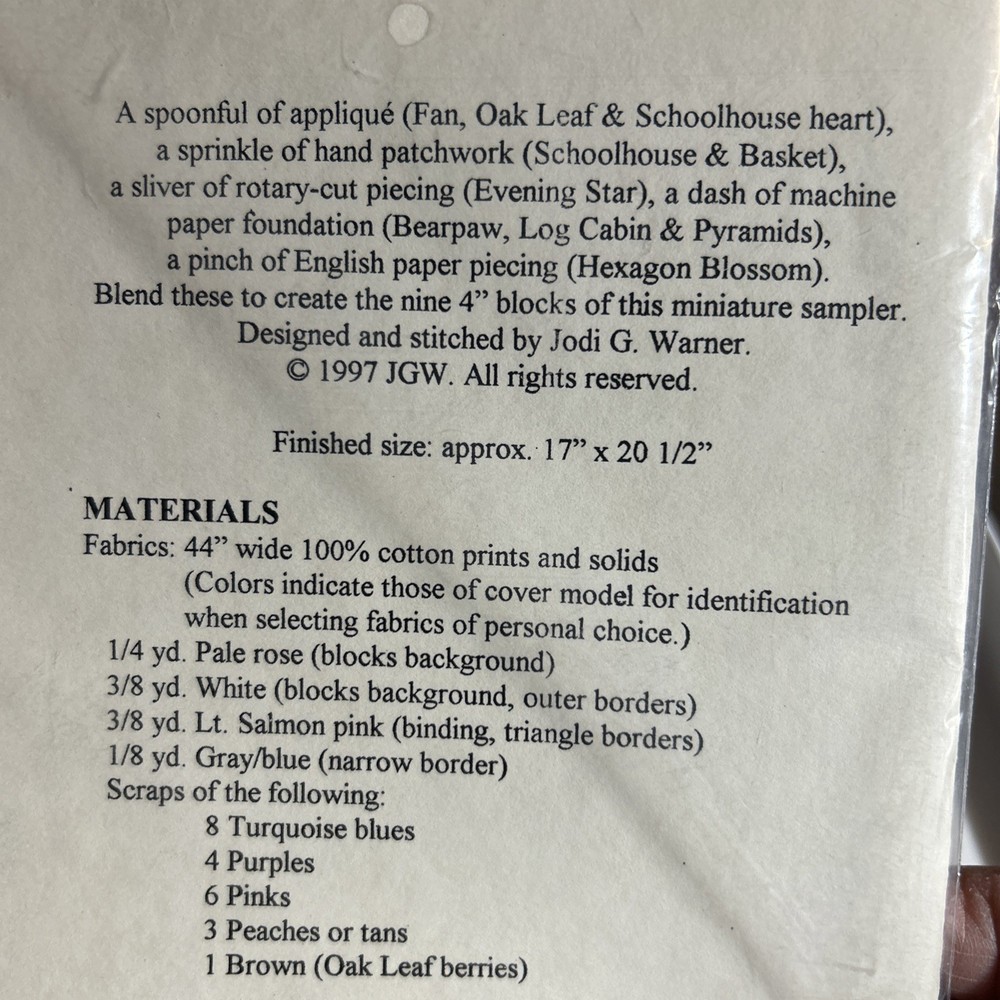 A spoonful of appliqué (Fan, Oak Leaf & Schoolhouse heart),
a sprinkle of hand patchwork (Schoolhouse & Basket),
a sliver of rotary-cut piecing (Evening Star), a dash of machine
paper foundation (Bearpaw, Log Cabin & Pyramids),
a pinch of English paper piecing (Hexagon Blossom).
Blend these to create the nine 4” blocks of this miniature sampler.
Designed and stitched by Jodi G. Warner.
© 1997 JGW. All rights reserved.
Finished size: approx. 17” x 20 1/2”
MATERIALS
Fabrics: 44” wide 100% cotton prints and solids
(Colors indicate those of cover model for identification
when selecting fabrics of personal choice.)
1/4 yd. Pale rose (blocks background)
3/8 yd. White (blocks background, outer borders)
3/8 yd. Lt. Salmon pink (binding, triangle borders)
1/8 yd. Gray/blue (narrow border)
Scraps of the following:
8 Turquoise blues
4 Purples
6 Pinks
3 Peaches or tans
1 Brown (Oak Leaf berries)